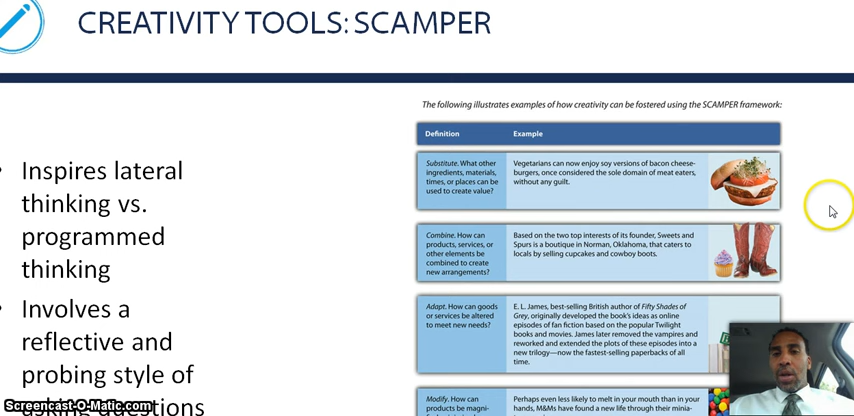 CREATIVITY TOOLS: SCAMPER
The following illustrates examples of how creativity can be fostered using the SCAMPER framework:
Definition Example
Substitute. What other
ingredients, materials,
times, or places can be
used to create value?
Vegetarians can now enjoy soy versions of bacon cheese-
burgers, once considered the sole domain of meat eaters,
without any guilt.
Combine. How can
products, services, or
other elements be
combined to create
new arrangements?
Based on the two top interests of its founder, Sweets and
Spurs is a boutique in Norman, Oklahoma, that caters to
locals by selling cupcakes and cowboy boots.
Adapt. How can goods
or services be altered
to meet new needs?
E. L. James, best-selling British author of Fifty Shades of
Grey, originally developed the book's ideas as online
episodes of fan fiction based on the popular Twilight
books and movies. James later removed the vampires and
reworked and extended the plots of these episodes into a
new trilogy—now the fastest-selling paperbacks of all
time.
Modify. How can
products be magni-
Perhaps even less likely to melt in your mouth than in your
hands, M&Ms have found a new life through their minia-
• Inspires lateral
thinking vs.
programmed
thinking
• Involves a
reflective and
probing style of
asking questions
Screencast-O-Matic.com